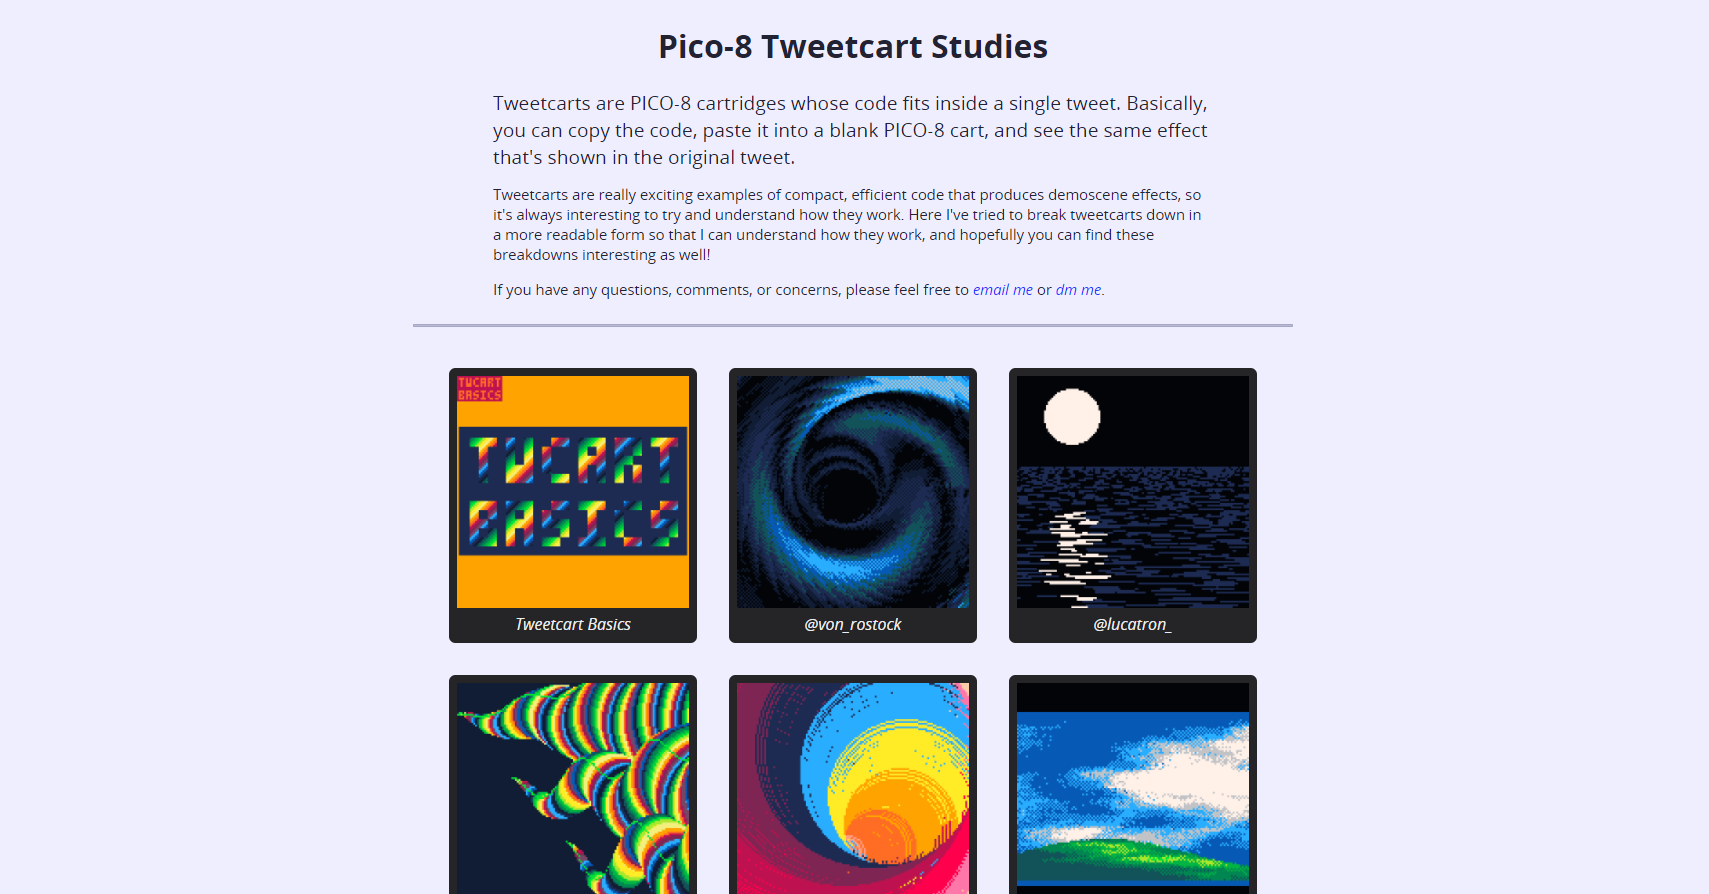 Pico-8 Tweetcart Studies
Tweetcarts are PICO-8 cartridges whose code fits inside a single tweet. Basically,
you can copy the code, paste it into a blank PICO-8 cart, and see the same effect
that's shown in the original tweet.
Tweetcarts are really exciting examples of compact, efficient code that produces demoscene effects, so
it's always interesting to try and understand how they work. Here I've tried to break tweetcarts down in
a more readable form so that I can understand how they work, and hopefully you can find these
breakdowns interesting as well!
If you have any questions, comments, or concerns, please feel free to email me or dm me.
TWCART
BASICS
TWCART
BASICS
Tweetcart Basics
@von_rostock
@lucatron_